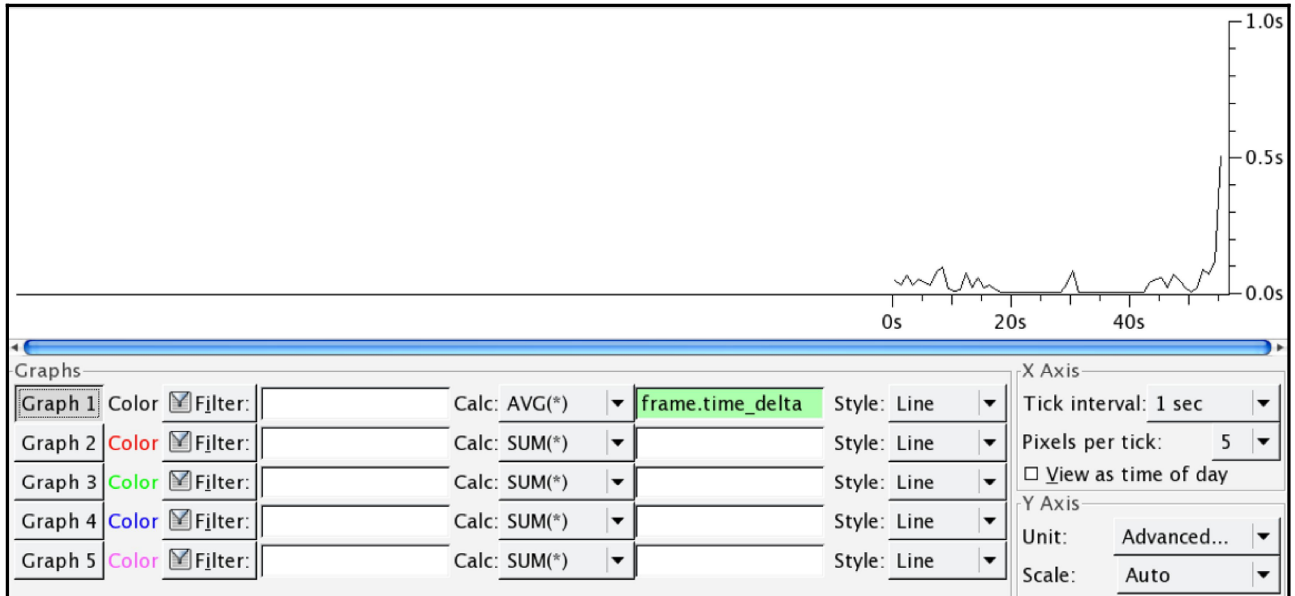 1.0s
0.5s
0.0s
0s 20s 40s
Graphs
Graph 1 Color Filter: Calc: AVG(*) frame.time_delta Style: Line
Graph 2 Color Filter: Calc: SUM(*) Style: Line
Graph 3 Color Filter: Calc: SUM(*) Style: Line
Graph 4 Color Filter: Calc: SUM(*) Style: Line
Graph 5 Color Filter: Calc: SUM(*) Style: Line
X Axis
Tick interval: 1 sec
Pixels per tick: 5
View as time of day
Y Axis
Unit: Advanced...
Scale: Auto